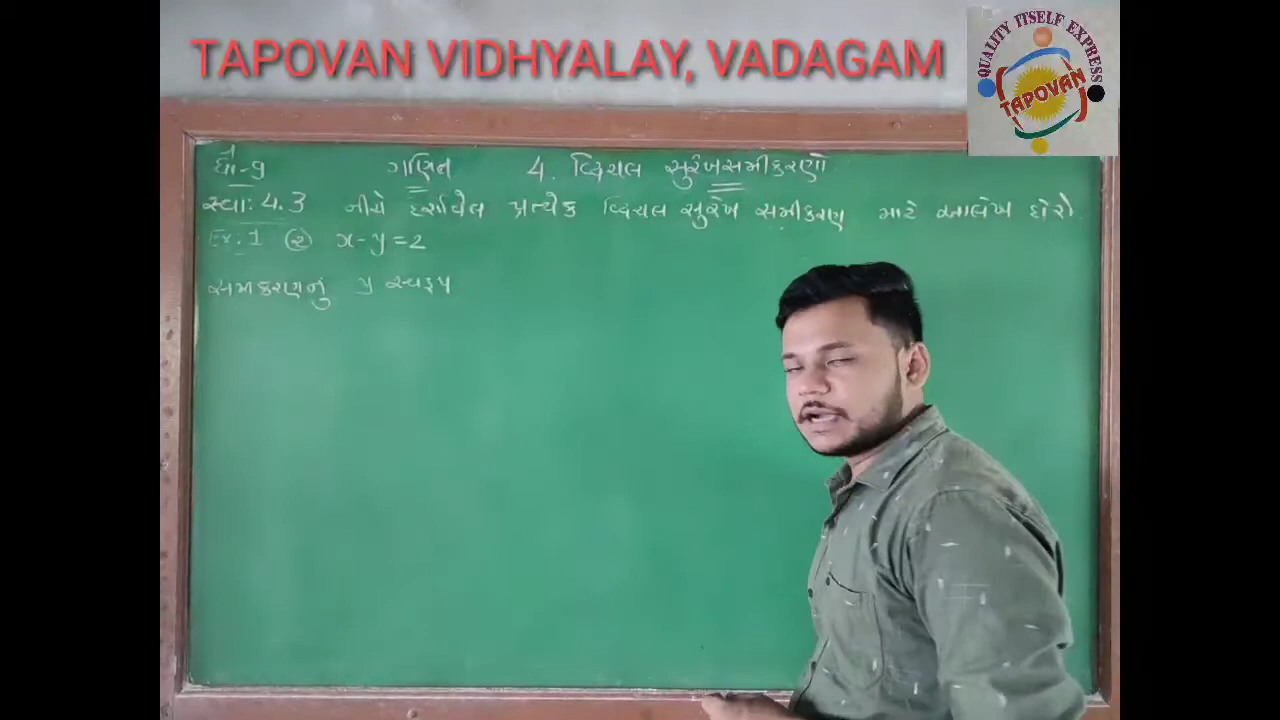 TAPOVAN VIDHYALAY, VADAGAM
QUALITY ITSELF EXPRESS
TAPOVAN
ધો-9 ગણિત 4. દ્વિચલ સુરેખ સમીકરણો
સ્વા: 4.3 નીચે દર્શાવેલ પ્રત્યેક દ્વિચલ સુરેખ સમીકરણ માટે આલેખ દોરો
Ex. 1 (2) x-y=2
સમીકરણનું y સ્વરૂપ